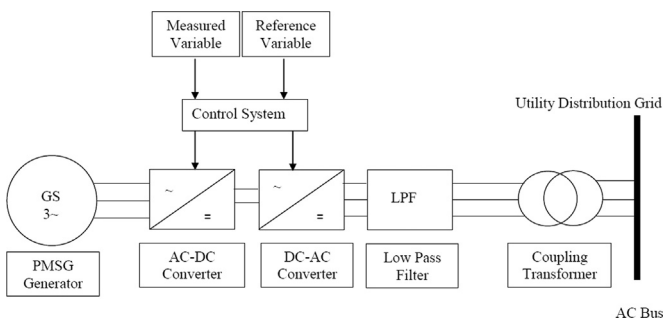 Measured
Variable
Reference
Variable
Control System
Utility Distribution Grid
GS
3~
~
=
~
=
LPF
PMSG
Generator
AC-DC
Converter
DC-AC
Converter
Low Pass
Filter
Coupling
Transformer
AC Bus